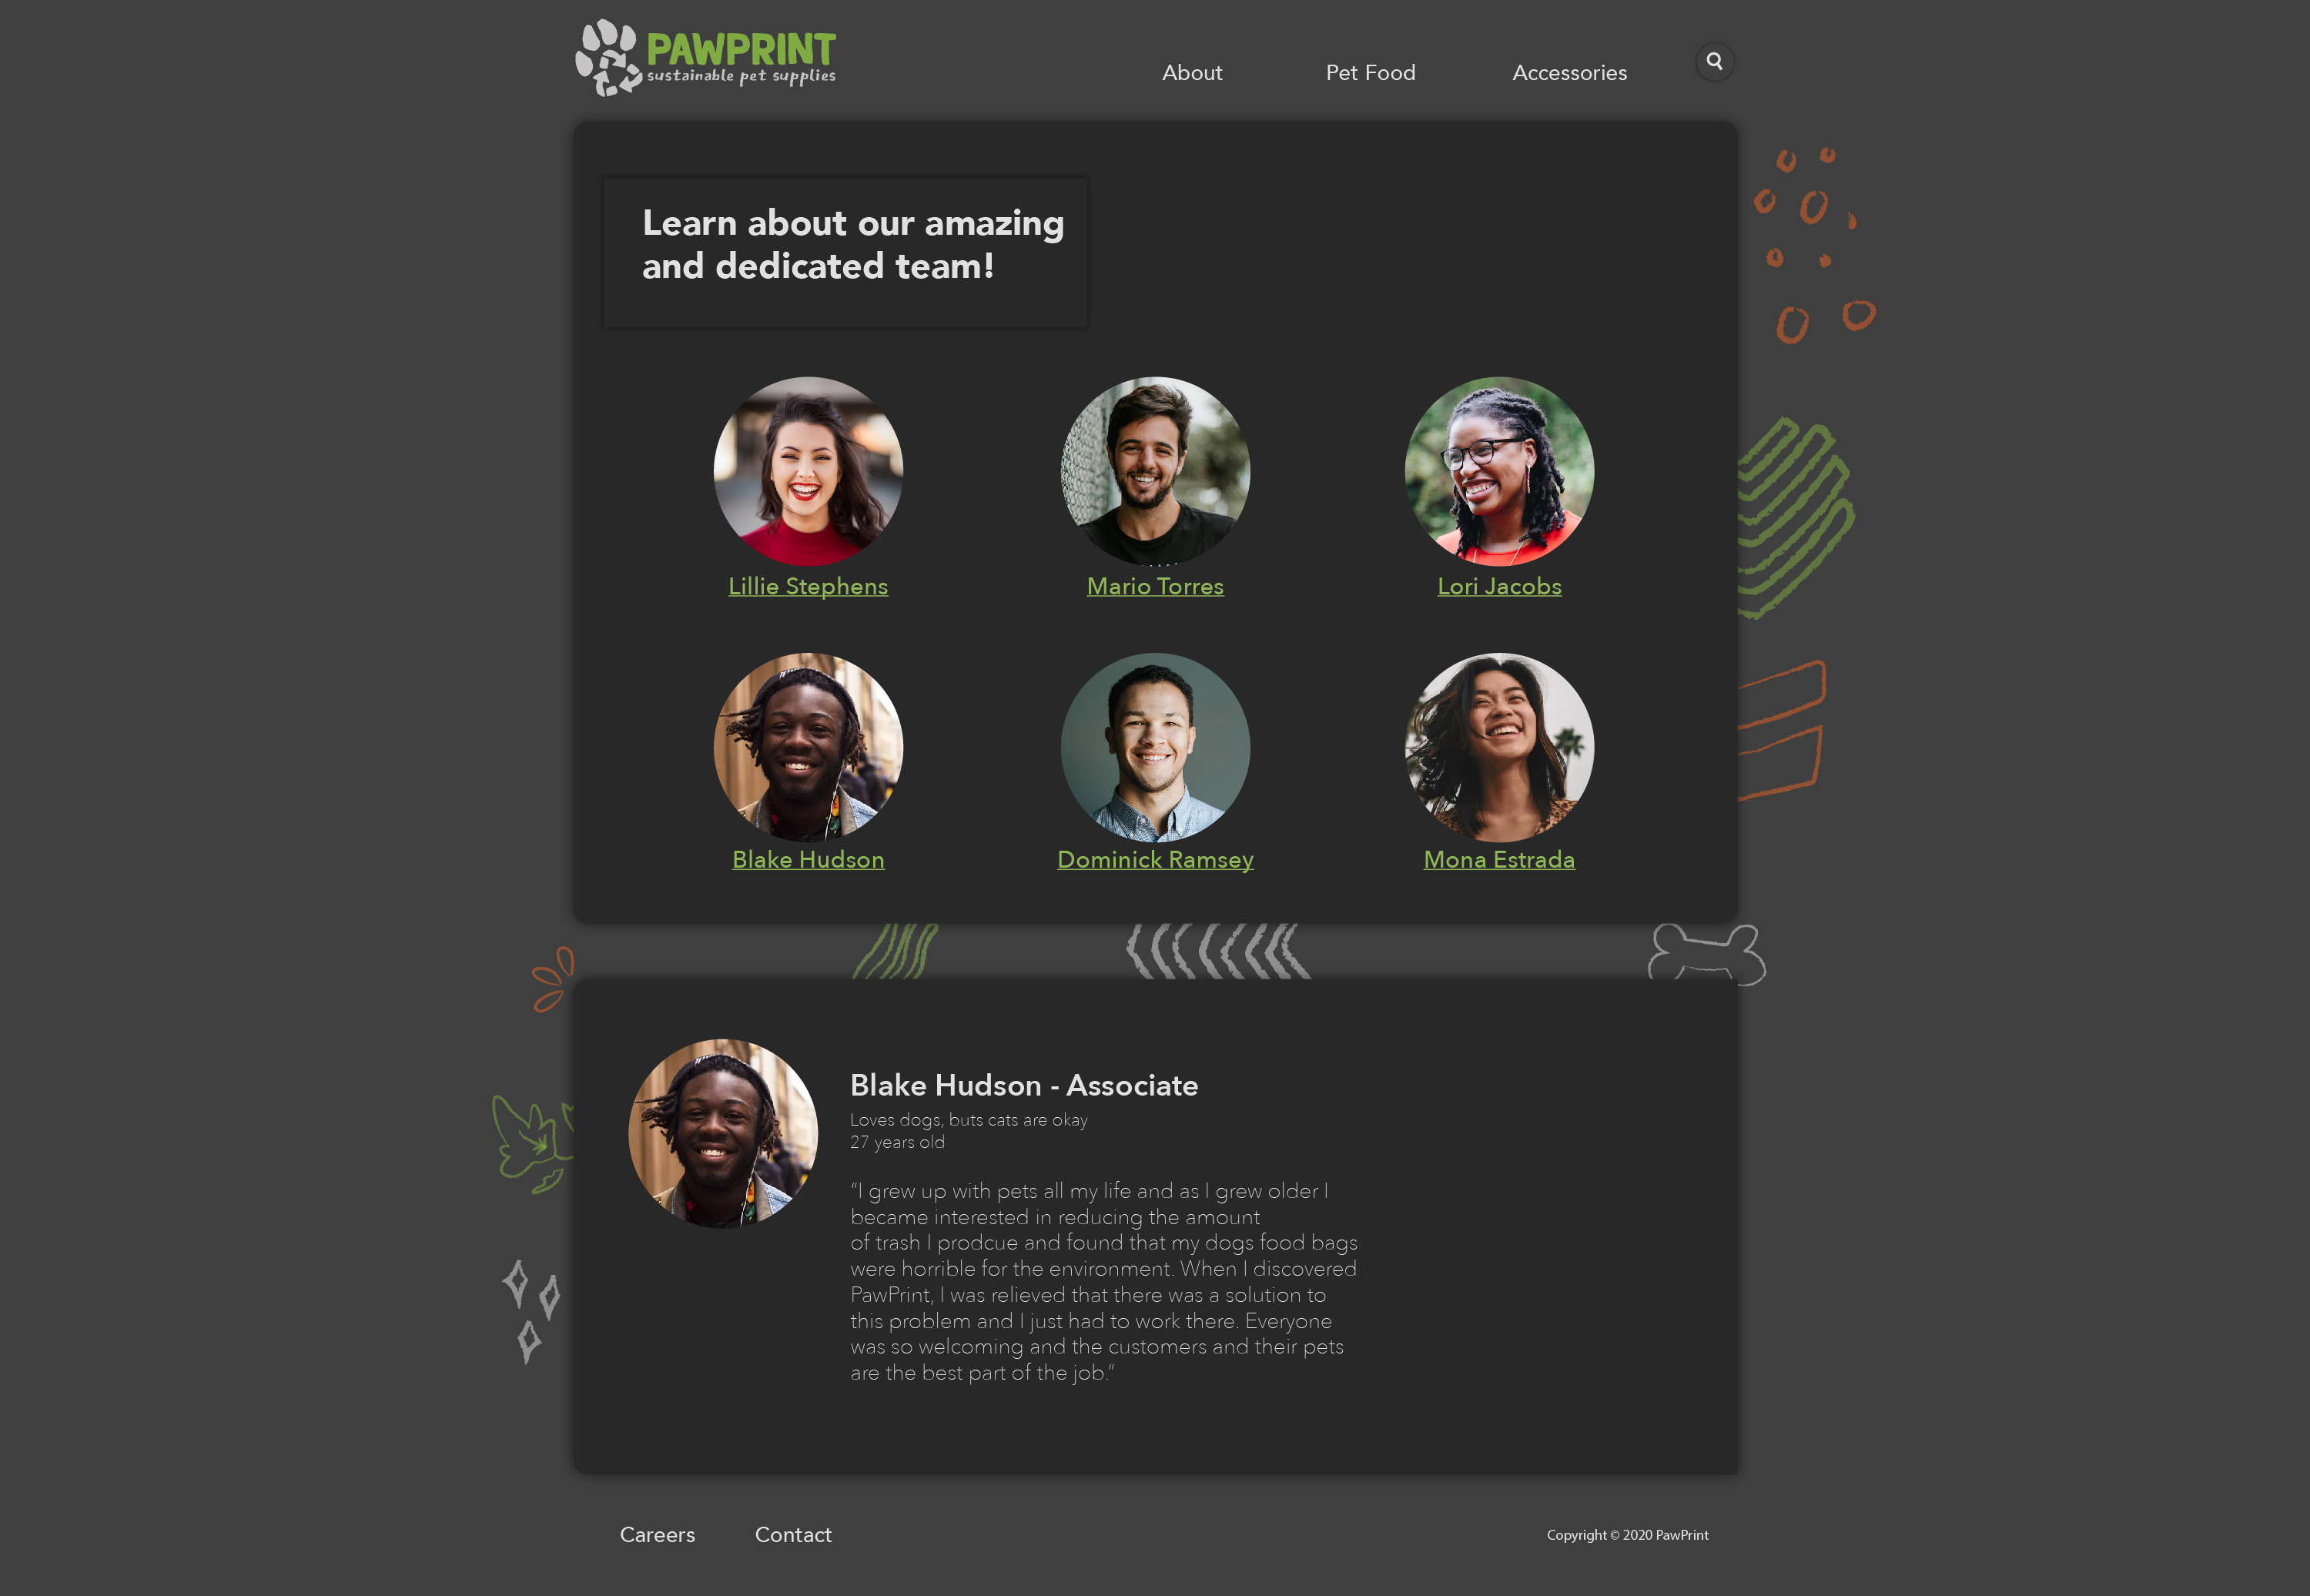 PAWPRINT
sustainable pet supplies
About
Pet Food
Accessories
Learn about our amazing
and dedicated team!
Lillie Stephens
Mario Torres
Lori Jacobs
Blake Hudson
Dominick Ramsey
Mona Estrada
Blake Hudson - Associate
Loves dogs, buts cats are okay
27 years old
“I grew up with pets all my life and as I grew older I
became interested in reducing the amount
of trash I prodcue and found that my dogs food bags
were horrible for the environment. When I discovered
PawPrint, I was relieved that there was a solution to
this problem and I just had to work there. Everyone
was so welcoming and the customers and their pets
are the best part of the job.”
Careers
Contact
Copyright © 2020 PawPrint